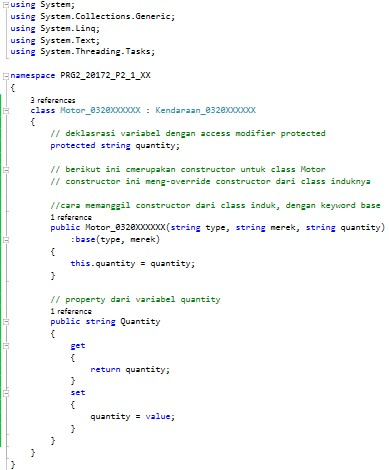 using System;
using System.Collections.Generic;
using System.Linq;
using System.Text;
using System.Threading.Tasks;
namespace PRG2_20172_P2_1_XX
{
3 references
class Motor_0320XXXXXX : Kendaraan_0320XXXXXX
{
// deklasrasi variabel dengan access modifier protected
protected string quantity;
// berikut ini cmerupakan constructor untuk class Motor
// constructor ini meng-override constructor dari class induknya
//cara memanggil constructor dari class induk, dengan keyword base
1 reference
public Motor_0320XXXXXX(string type, string merek, string quantity)
:base(type, merek)
{
this.quantity = quantity;
}
// property dari variabel quantity
1 reference
public string Quantity
{
get
{
return quantity;
}
set
{
quantity = value;
}
}
}
}